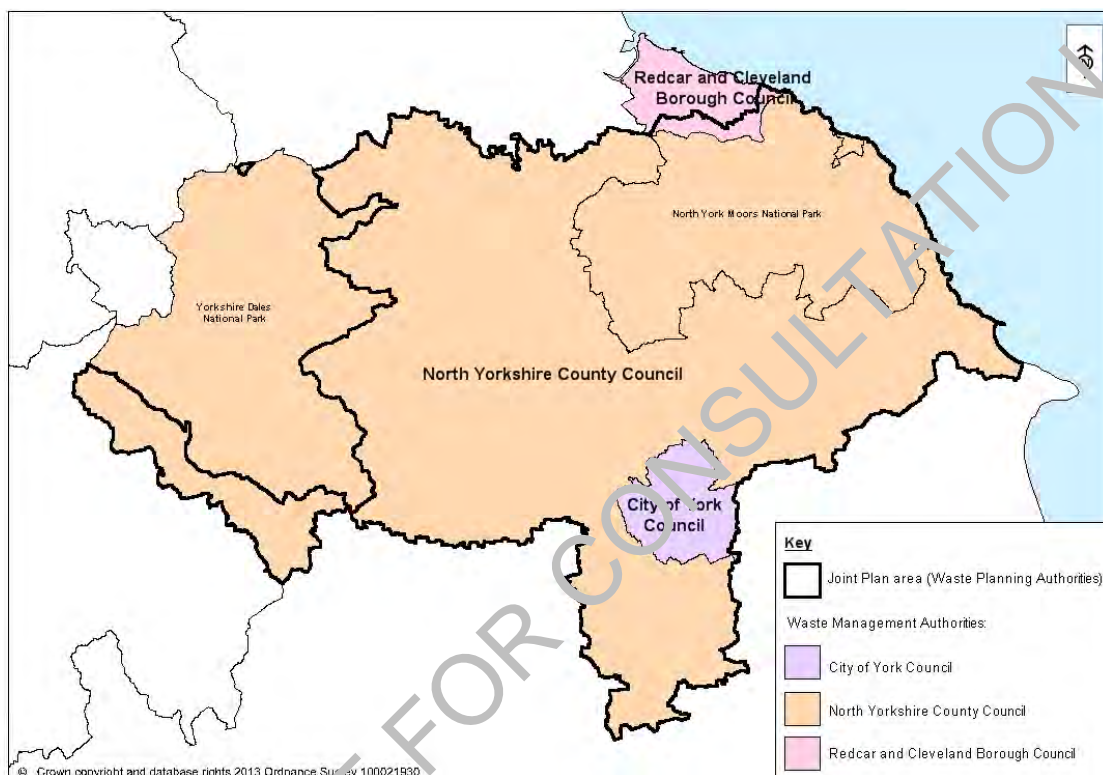 Redcar and Cleveland
Borough Council
N
North York Moors National Park
Yorkshire Dales
National Park
North Yorkshire County Council
City of York
Council
Key
Joint Plan area (Waste Planning Authorities)
Waste Management Authorities:
City of York Council
North Yorkshire County Council
Redcar and Cleveland Borough Council
© Crown copyright and database rights 2013 Ordnance Survey 100021930
FOR CONSULTATION